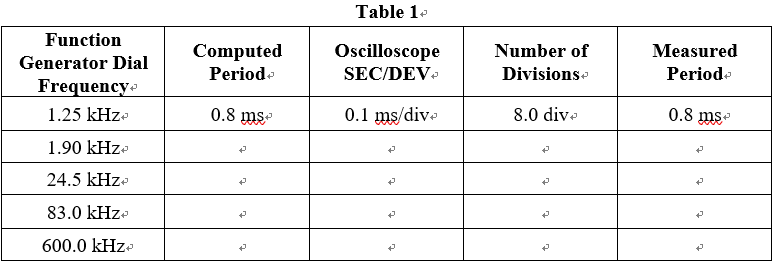 Table 1
Function
Generator Dial
Frequency
Computed
Period
Oscilloscope
SEC/DEV
Number of
Divisions
Measured
Period
1.25 kHz 0.8 ms 0.1 ms/div 8.0 div 0.8 ms
1.90 kHz
24.5 kHz
83.0 kHz
600.0 kHz